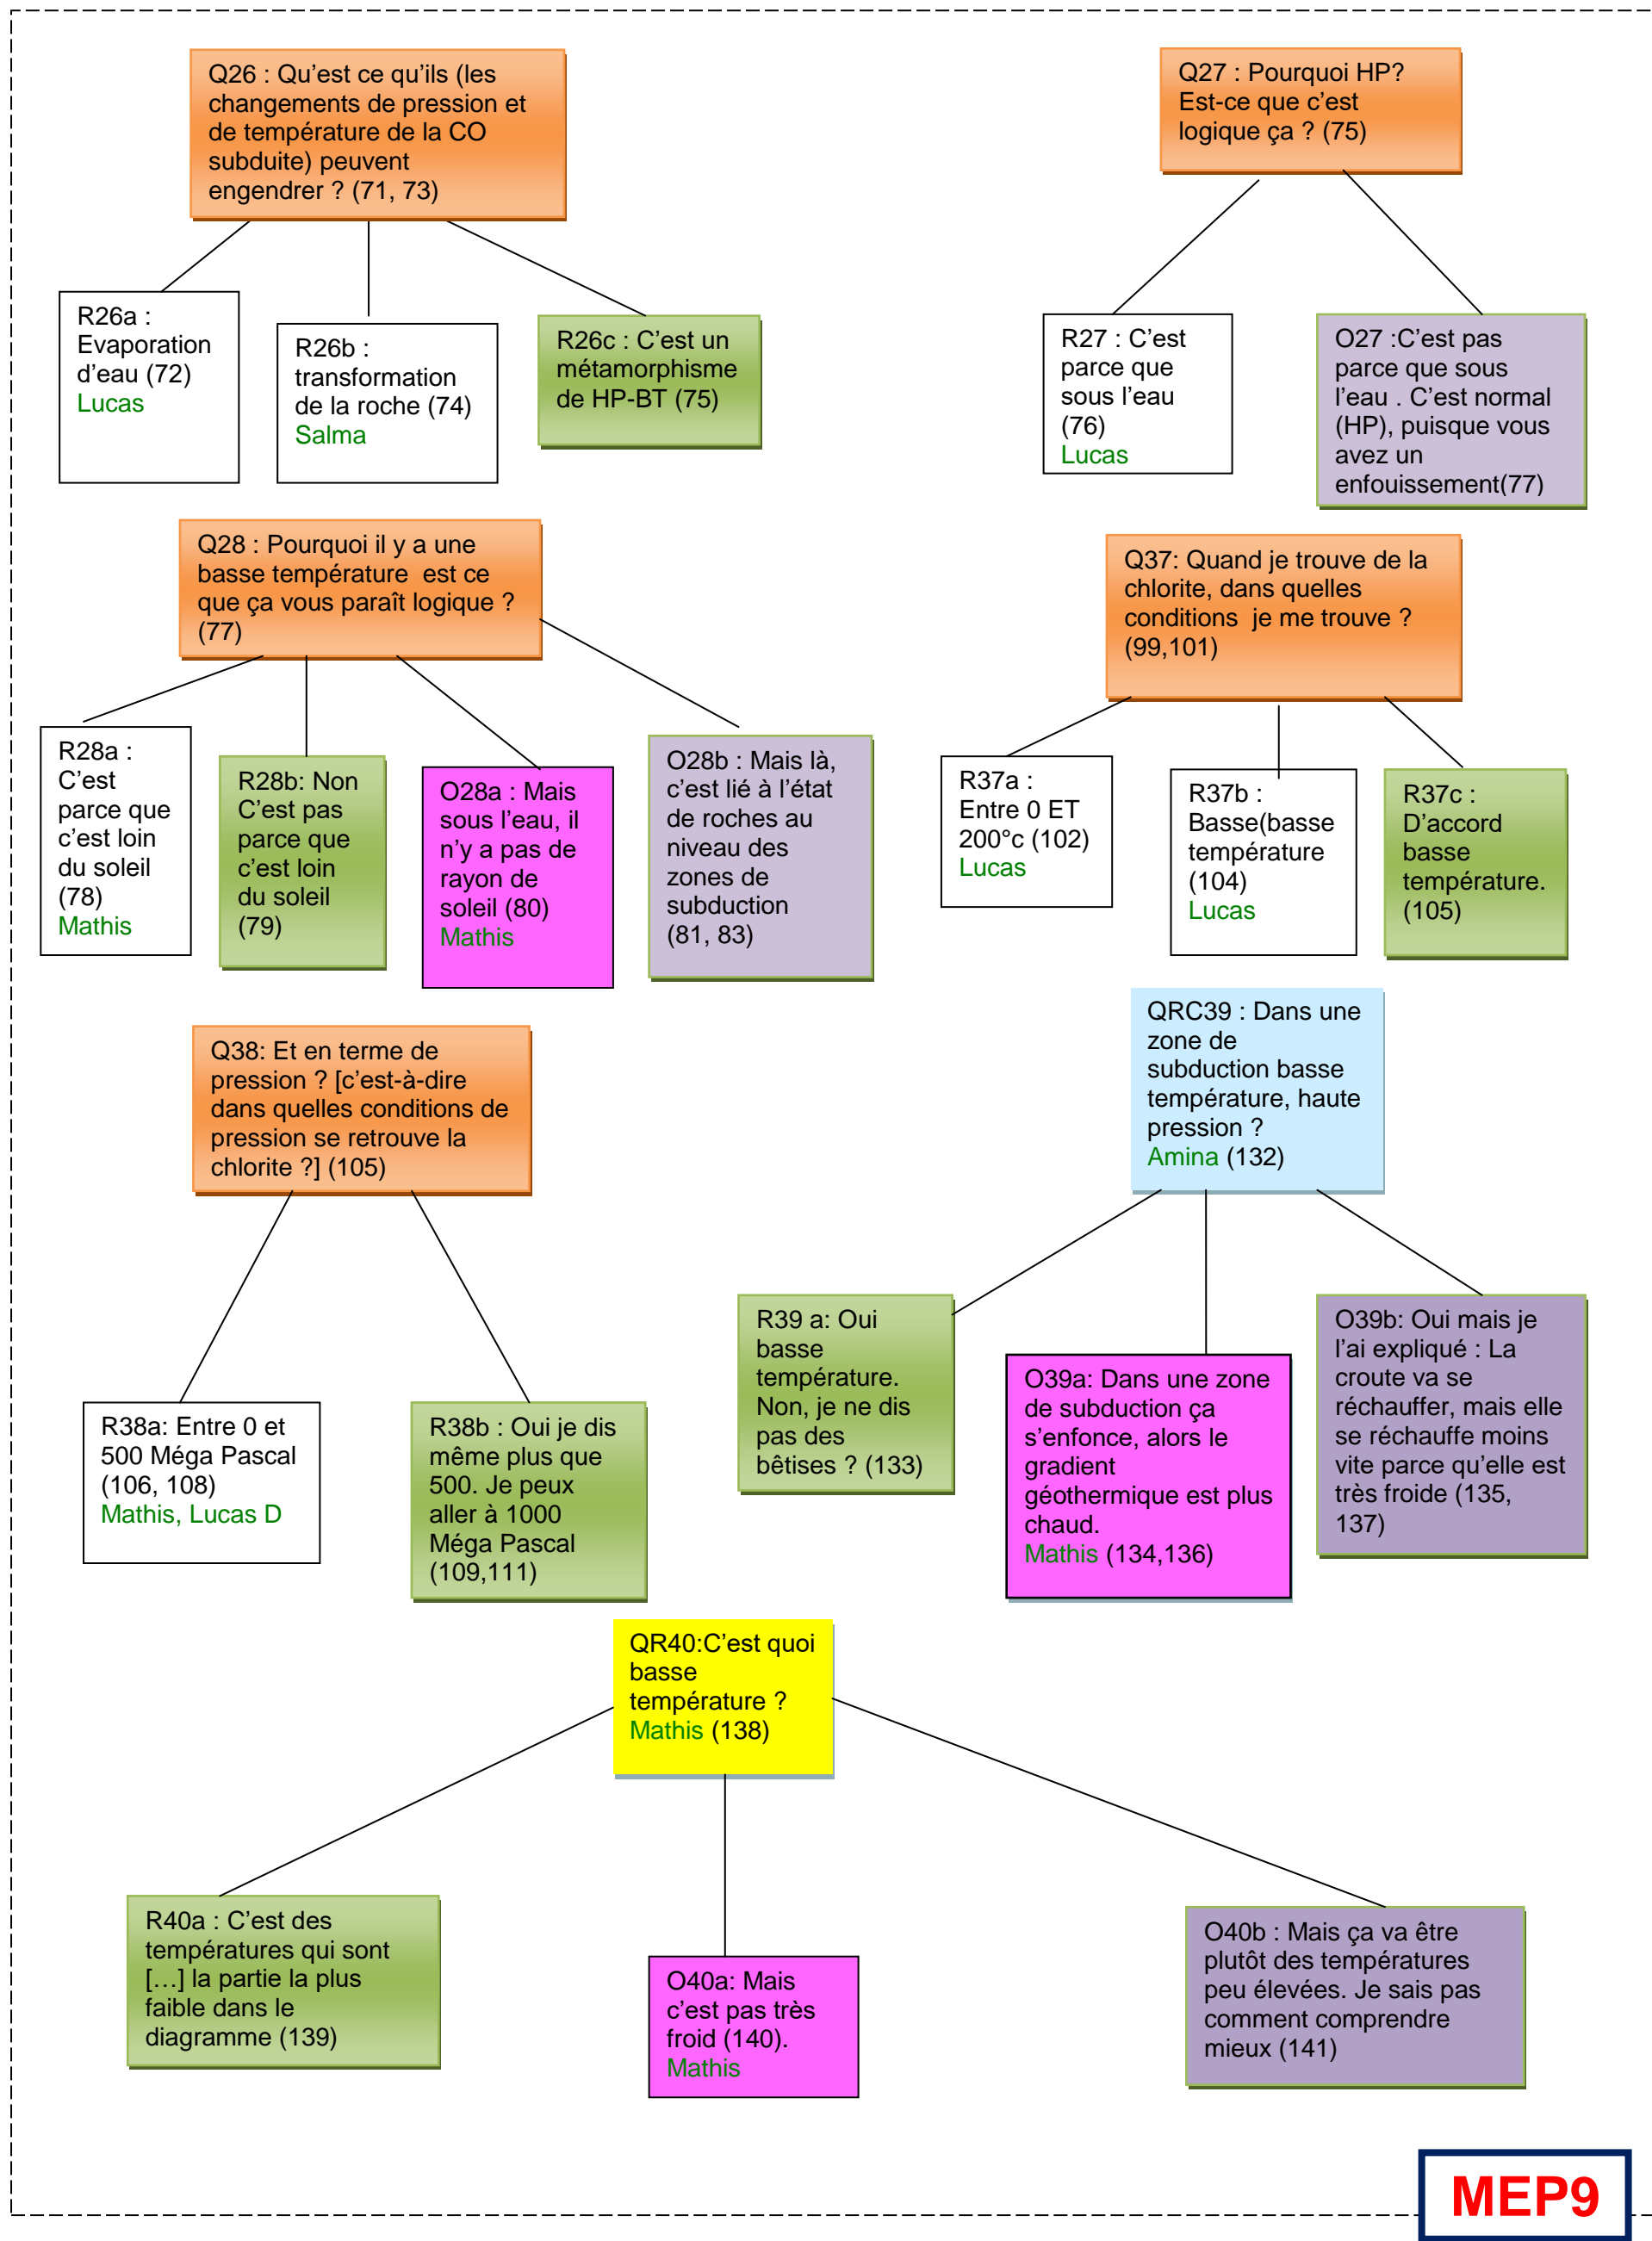 Q26 : Qu’est ce qu’ils (les
changements de pression et
de température de la CO
subduite) peuvent
engendrer ? (71, 73)
Q27 : Pourquoi HP?
Est-ce que c’est
logique ça ? (75)
R26a :
Evaporation
d’eau (72)
Lucas
R26b :
transformation
de la roche (74)
Salma
R26c : C’est un
métamorphisme
de HP-BT (75)
R27 : C’est
parce que
sous l’eau
(76)
Lucas
O27 :C’est pas
parce que sous
l’eau . C’est normal
(HP), puisque vous
avez un
enfouissement(77)
Q28 : Pourquoi il y a une
basse température  est ce
que ça vous paraît logique ?
(77)
Q37: Quand je trouve de la
chlorite, dans quelles
conditions  je me trouve ?
(99,101)
R28a :
C’est
parce que
c’est loin
du soleil
(78)
Mathis
R28b: Non
C’est pas
parce que
c’est loin
du soleil
(79)
O28a : Mais
sous l’eau, il
n’y a pas de
rayon de
soleil (80)
Mathis
O28b : Mais là,
c’est lié à l’état
de roches au
niveau des
zones de
subduction
(81, 83)
R37a :
Entre 0 ET
200°c (102)
Lucas
R37b :
Basse(basse
température
(104)
Lucas
R37c :
D’accord
basse
température.
(105)
Q38: Et en terme de
pression ? [c’est-à-dire
dans quelles conditions de
pression se retrouve la
chlorite ?] (105)
QRC39 : Dans une
zone de
subduction basse
température, haute
pression ?
Amina (132)
R38a: Entre 0 et
500 Méga Pascal
(106, 108)
Mathis, Lucas D
R38b : Oui je dis
même plus que
500. Je peux
aller à 1000
Méga Pascal
(109,111)
R39 a: Oui
basse
température.
Non, je ne dis
pas des
bêtises ? (133)
O39a: Dans une zone
de subduction ça
s’enfonce, alors le
gradient
géothermique est plus
chaud.
Mathis (134,136)
O39b: Oui mais je
l’ai expliqué : La
croute va se
réchauffer, mais elle
se réchauffe moins
vite parce qu’elle est
très froide (135,
137)
QR40:C’est quoi
basse
température ?
Mathis (138)
R40a : C’est des
températures qui sont
[…] la partie la plus
faible dans le
diagramme (139)
O40a: Mais
c’est pas très
froid (140).
Mathis
O40b : Mais ça va être
plutôt des températures
peu élevées. Je sais pas
comment comprendre
mieux (141)
MEP9